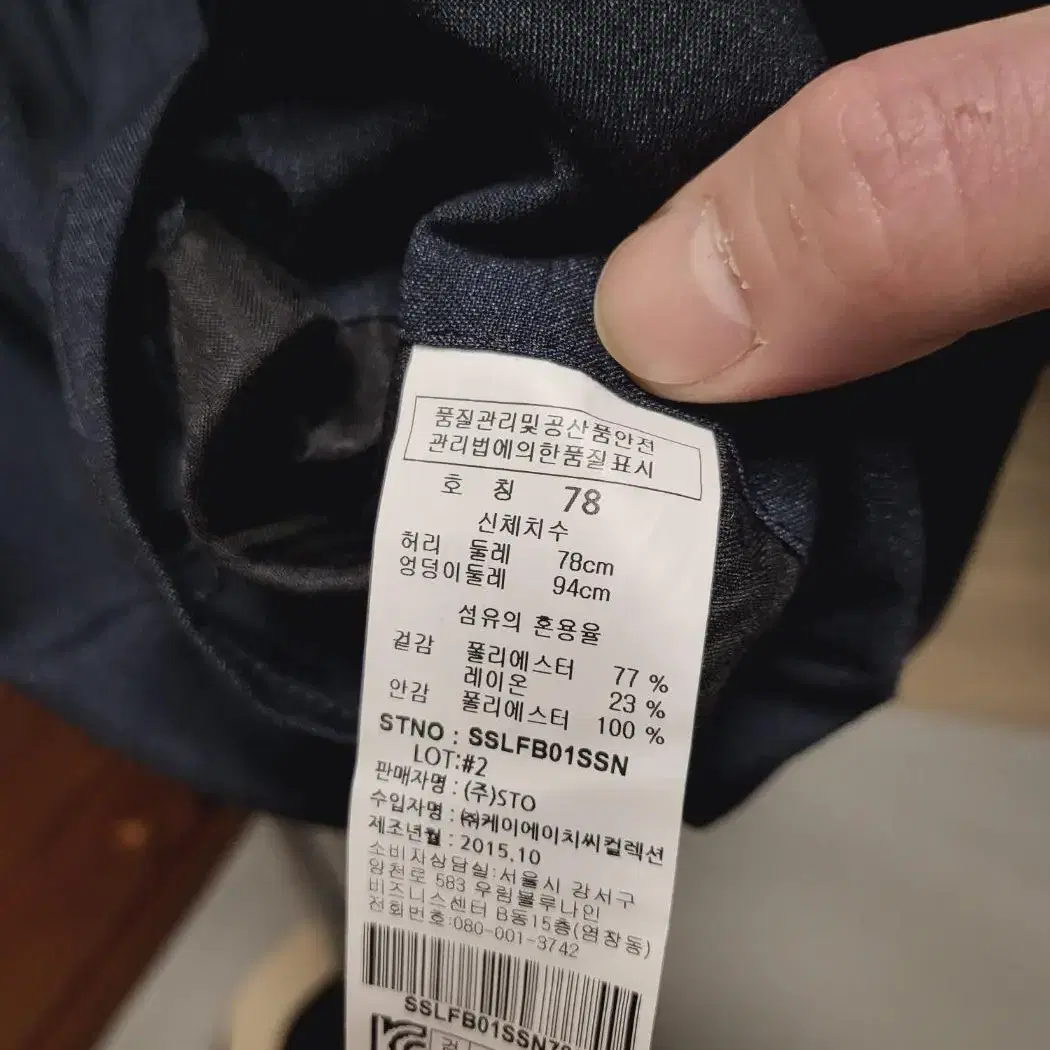 품질관리및공산품안전
관리법에의한품질표시
호 칭 78
신체치수
허리 둘레 78cm
엉덩이둘레 94cm
섬유의 혼용율
겉감 폴리에스터 77 %
레이온 23 %
안감 폴리에스터 100 %
STNO : SSLFB01SSN
LOT:#2
판매자명 : (주)STO
수입자명 : ㈜케이에이치씨컬렉션
제조년월 : 2015.10
소비자상담실:서울시 강서구
양천로 583 우림블루나인
비즈니스센터 B동15층(염창동)
전화번호:080-001-3742
SSLFB01SSN78